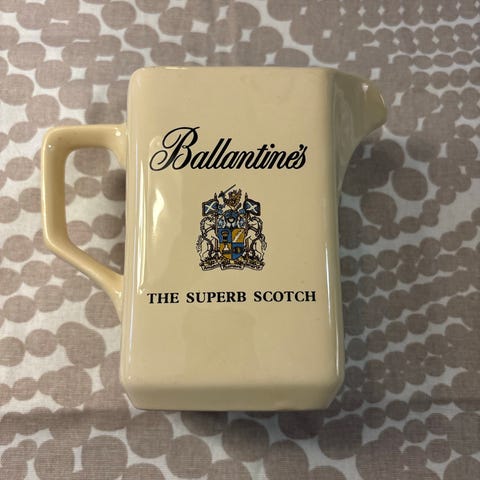 Ballantine's
THE SUPERB SCOTCH